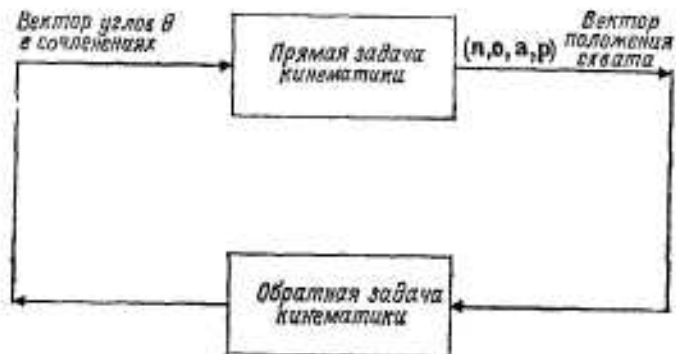 Вектор углов θ
в сочленениях
Прямая задача
кинематики
(n,o,a,p)
Вектор
положения
схвата
Обратная задача
кинематики